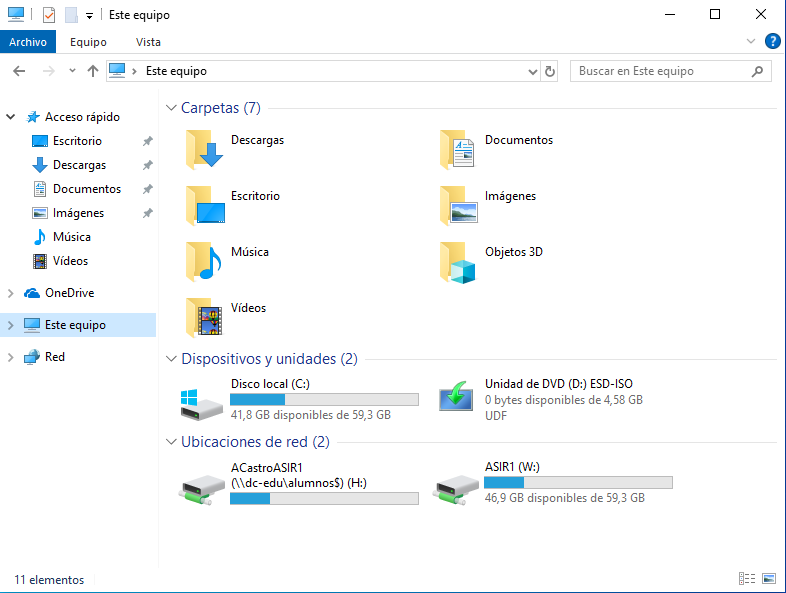 Este equipo
Archivo
Equipo
Vista
Este equipo
Buscar en Este equipo
Acceso rápido
Escritorio
Descargas
Documentos
Imágenes
Música
Vídeos
OneDrive
Este equipo
Red
Carpetas (7)
Descargas
Documentos
Escritorio
Imágenes
Música
Objetos 3D
Vídeos
Dispositivos y unidades (2)
Disco local (C:)
41,8 GB disponibles de 59,3 GB
Unidad de DVD (D:) ESD-ISO
0 bytes disponibles de 4,58 GB
UDF
Ubicaciones de red (2)
ACastroASIR1
(\\dc-edu\alumnos$) (H:)
ASIR1 (W:)
46,9 GB disponibles de 59,3 GB
11 elementos